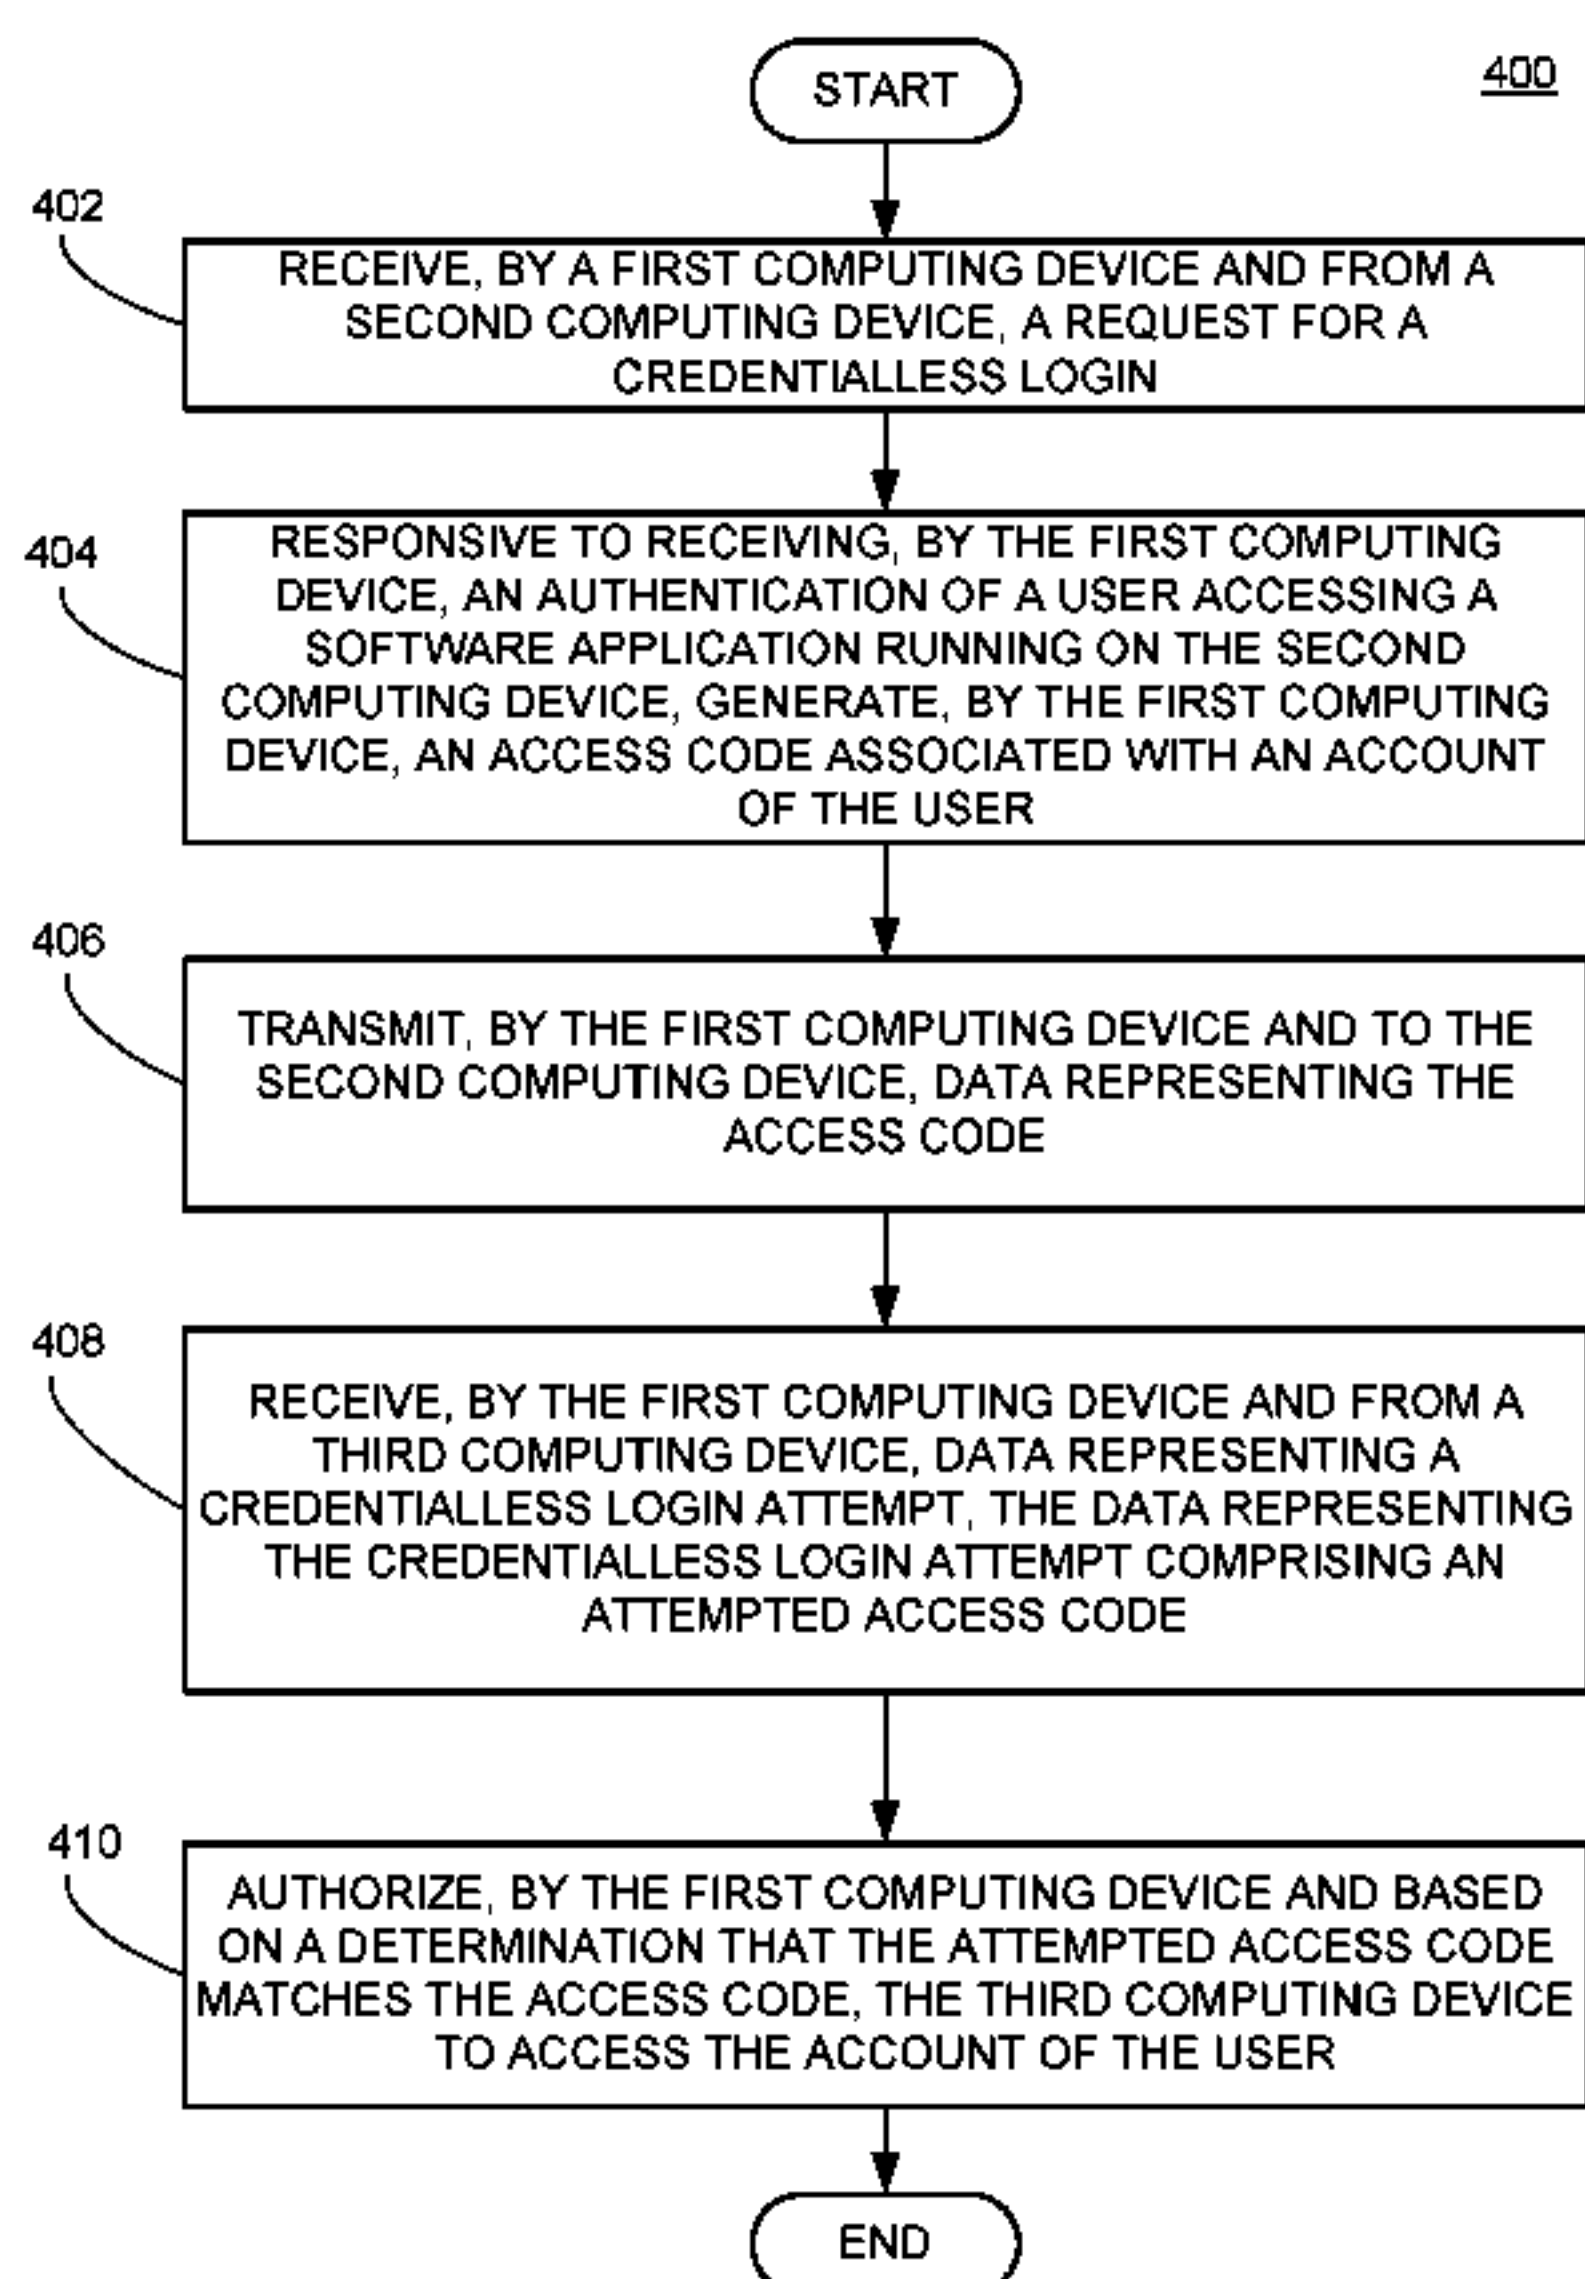 START
400
402
RECEIVE, BY A FIRST COMPUTING DEVICE AND FROM A
SECOND COMPUTING DEVICE, A REQUEST FOR A
CREDENTIALLESS LOGIN
404
RESPONSIVE TO RECEIVING, BY THE FIRST COMPUTING
DEVICE, AN AUTHENTICATION OF A USER ACCESSING A
SOFTWARE APPLICATION RUNNING ON THE SECOND
COMPUTING DEVICE, GENERATE, BY THE FIRST COMPUTING
DEVICE, AN ACCESS CODE ASSOCIATED WITH AN ACCOUNT
OF THE USER
406
TRANSMIT, BY THE FIRST COMPUTING DEVICE AND TO THE
SECOND COMPUTING DEVICE, DATA REPRESENTING THE
ACCESS CODE
408
RECEIVE, BY THE FIRST COMPUTING DEVICE AND FROM A
THIRD COMPUTING DEVICE, DATA REPRESENTING A
CREDENTIALLESS LOGIN ATTEMPT, THE DATA REPRESENTING
THE CREDENTIALLESS LOGIN ATTEMPT COMPRISING AN
ATTEMPTED ACCESS CODE
410
AUTHORIZE, BY THE FIRST COMPUTING DEVICE AND BASED
ON A DETERMINATION THAT THE ATTEMPTED ACCESS CODE
MATCHES THE ACCESS CODE, THE THIRD COMPUTING DEVICE
TO ACCESS THE ACCOUNT OF THE USER
END